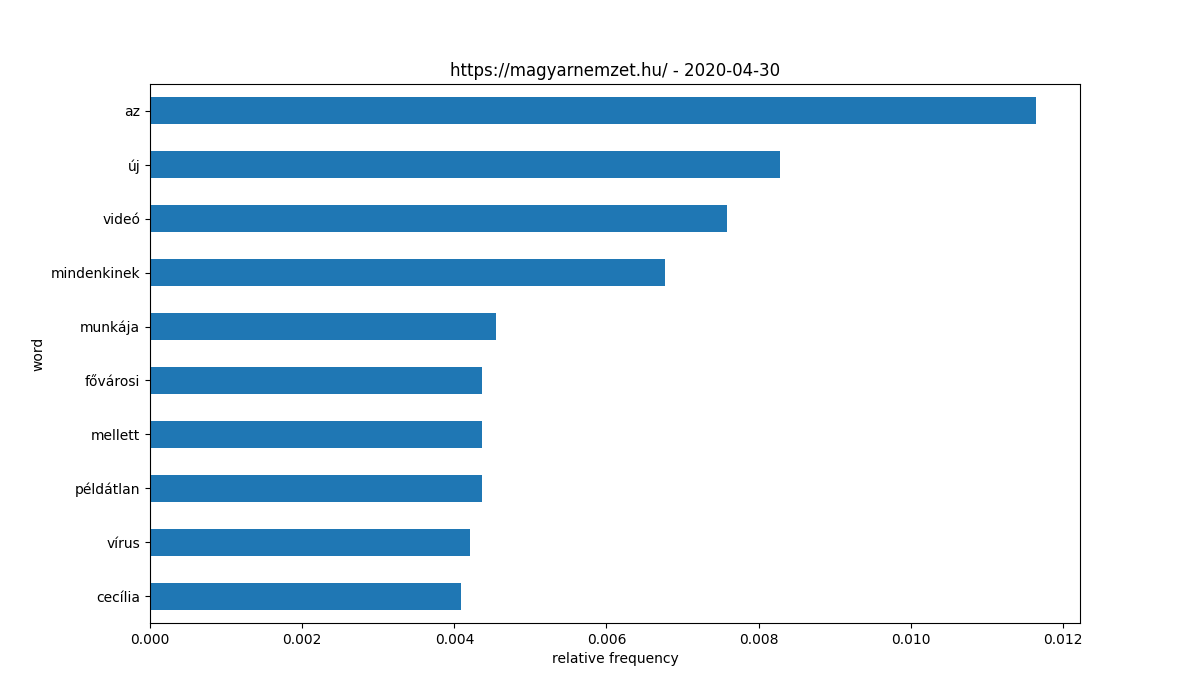 https://magyarnemzet.hu/ - 2020-04-30
az
új
videó
mindenkinek
munkája
fővárosi
mellett
példátlan
vírus
cecília
word
0.000 0.002 0.004 0.006 0.008 0.010 0.012
relative frequency